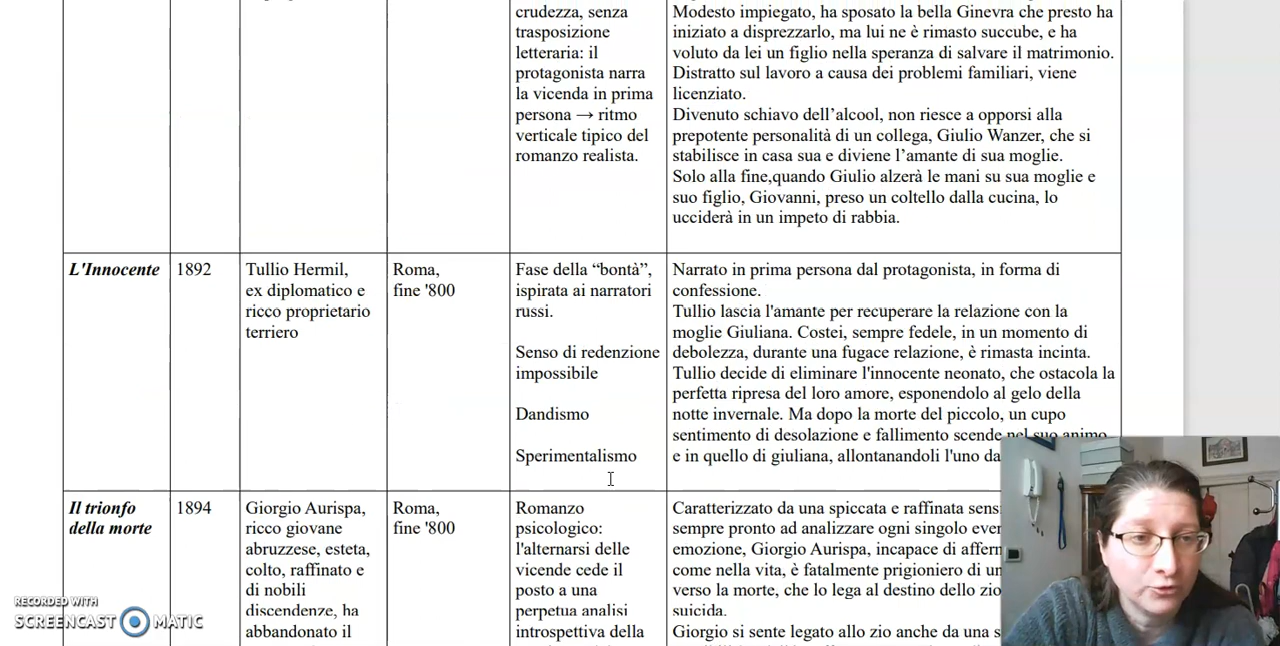 crudezza, senza
trasposizione
letteraria: il
protagonista narra
la vicenda in prima
persona → ritmo
verticale tipico del
romanzo realista.
Modesto impiegato, ha sposato la bella Ginevra che presto ha
iniziato a disprezzarlo, ma lui ne è rimasto succube, e ha
voluto da lei un figlio nella speranza di salvare il matrimonio.
Distratto sul lavoro a causa dei problemi familiari, viene
licenziato.
Divenuto schiavo dell’alcool, non riesce a opporsi alla
prepotente personalità di un collega, Giulio Wanzer, che si
stabilisce in casa sua e diviene l’amante di sua moglie.
Solo alla fine,quando Giulio alzerà le mani su sua moglie e
suo figlio, Giovanni, preso un coltello dalla cucina, lo
ucciderà in un impeto di rabbia.
L'Innocente
1892
Tullio Hermil,
ex diplomatico e
ricco proprietario
terriero
Roma,
fine '800
Fase della “bontà”,
ispirata ai narratori
russi.
Senso di redenzione
impossibile
Dandismo
Sperimentalismo
Narrato in prima persona dal protagonista, in forma di
confessione.
Tullio lascia l'amante per recuperare la relazione con la
moglie Giuliana. Costei, sempre fedele, in un momento di
debolezza, durante una fugace relazione, è rimasta incinta.
Tullio decide di eliminare l'innocente neonato, che ostacola la
perfetta ripresa del loro amore, esponendolo al gelo della
notte invernale. Ma dopo la morte del piccolo, un cupo
sentimento di desolazione e fallimento scende nel suo animo
e in quello di giuliana, allontanandoli l'uno da
Il trionfo
della morte
1894
Giorgio Aurispa,
ricco giovane
abruzzese, esteta,
colto, raffinato e
di nobili
discendenze, ha
abbandonato il
Roma,
fine '800
Romanzo
psicologico:
l'alternarsi delle
vicende cede il
posto a una
perpetua analisi
introspettiva della
Caratterizzato da una spiccata e raffinata sensi
sempre pronto ad analizzare ogni singolo even
emozione, Giorgio Aurispa, incapace di afferm
come nella vita, è fatalmente prigioniero di un
verso la morte, che lo lega al destino dello zio
suicida.
Giorgio si sente legato allo zio anche da una s
RECORDED WITH
SCREENCAST MATIC